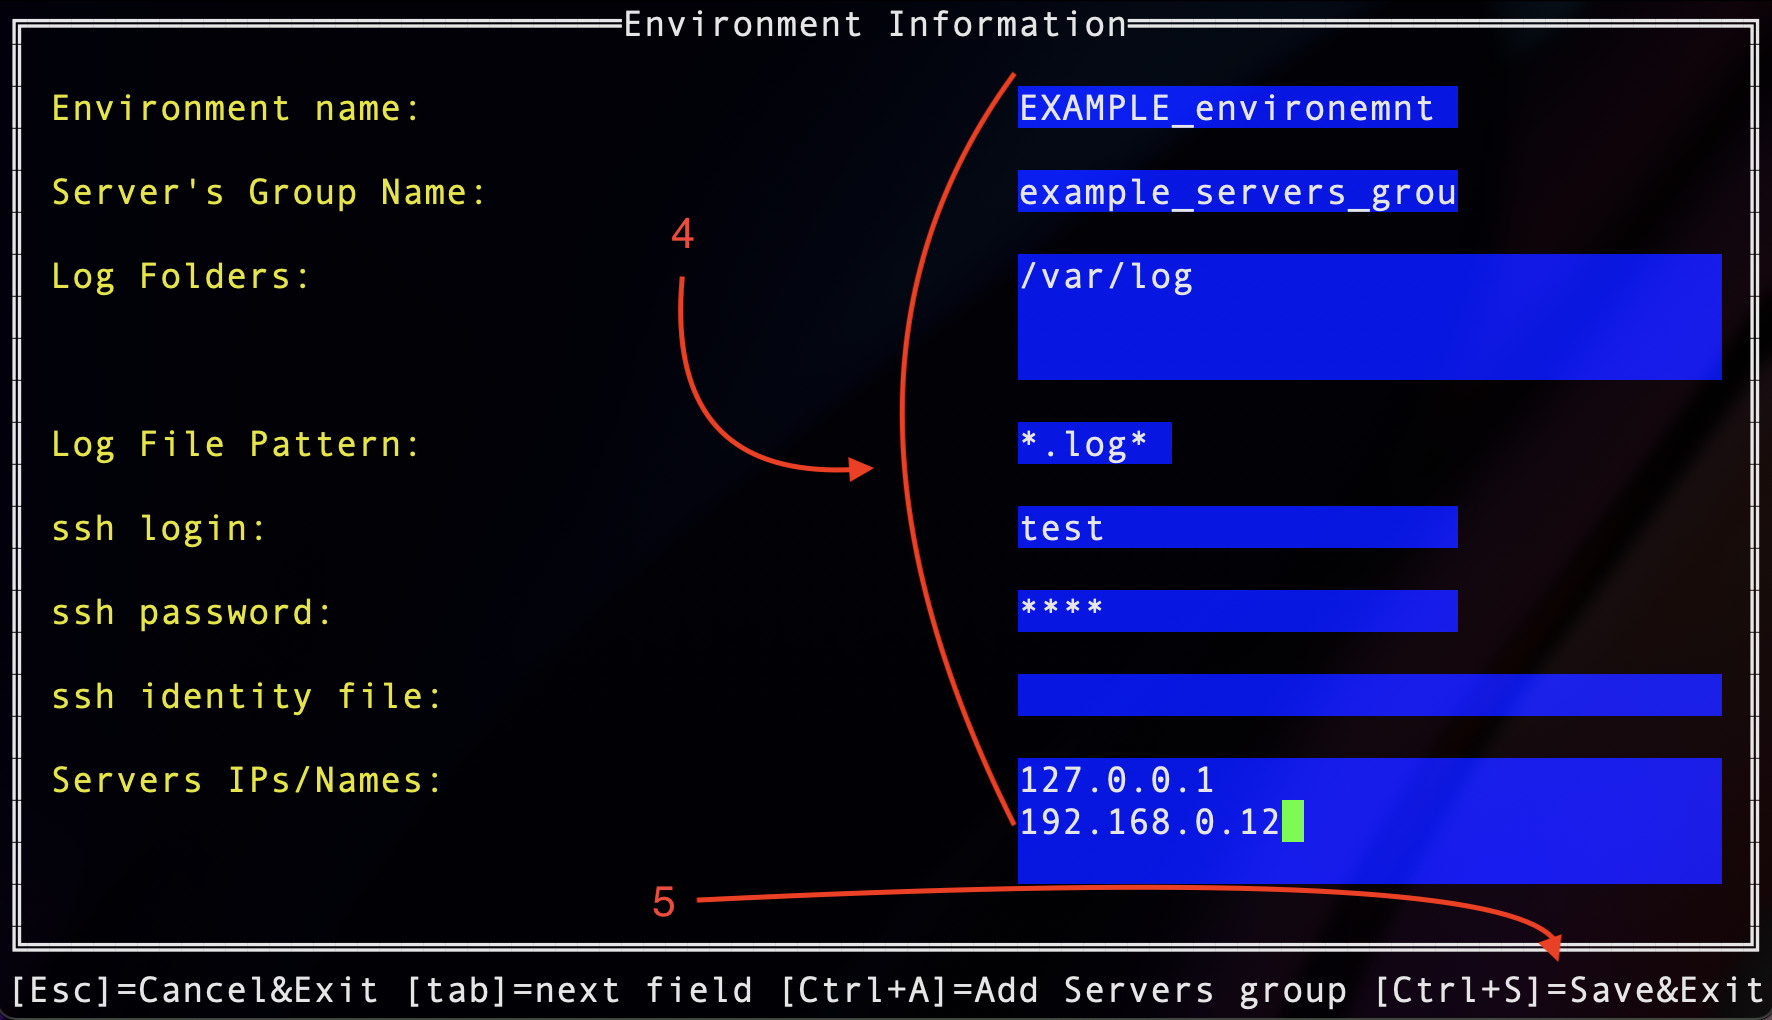 Environment Information
Environment name: EXAMPLE_environemnt
Server's Group Name: example_servers_grou
4
Log Folders: /var/log
Log File Pattern: *.log*
ssh login: test
ssh password: ****
ssh identity file:
Servers IPs/Names: 127.0.0.1
192.168.0.12
5
[Esc]=Cancel&Exit [tab]=next field [Ctrl+A]=Add Servers group [Ctrl+S]=Save&Exit